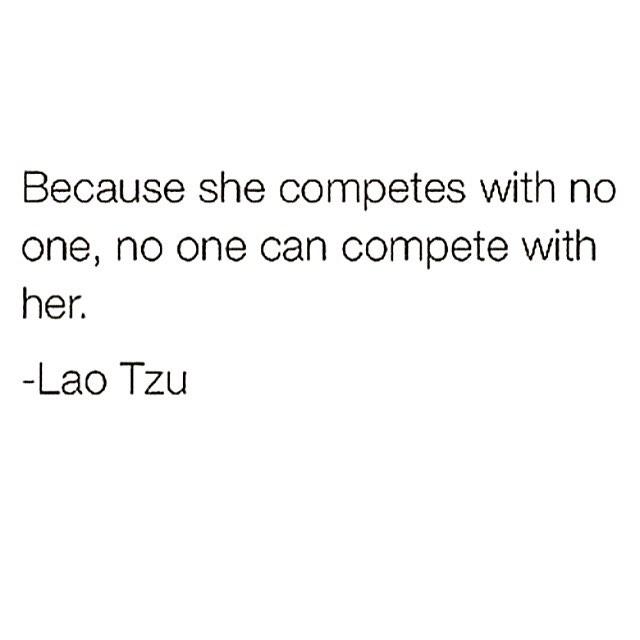 Because she competes with no
one, no one can compete with
her.
-Lao Tzu